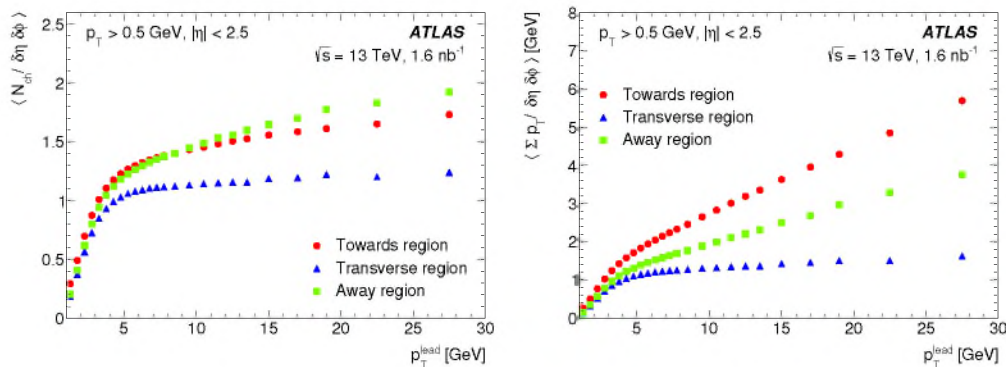 ⟨ N_ch / δη δφ ⟩
2.5
2
1.5
1
0.5
0
p_T > 0.5 GeV, |η| < 2.5
ATLAS
√s = 13 TeV, 1.6 nb⁻¹
Towards region
Transverse region
Away region
5 10 15 20 25 30
p_T^lead [GeV]
⟨ Σ p_T / δη δφ ⟩ [GeV]
8
7
6
5
4
3
2
1
0
p_T > 0.5 GeV, |η| < 2.5
ATLAS
√s = 13 TeV, 1.6 nb⁻¹
Towards region
Transverse region
Away region
5 10 15 20 25 30
p_T^lead [GeV]